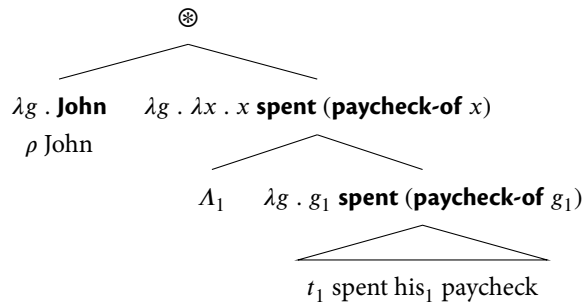 ⊛
λg . John λg . λx . x spent (paycheck-of x)
ρ John
Λ₁ λg . g₁ spent (paycheck-of g₁)
t₁ spent his₁ paycheck